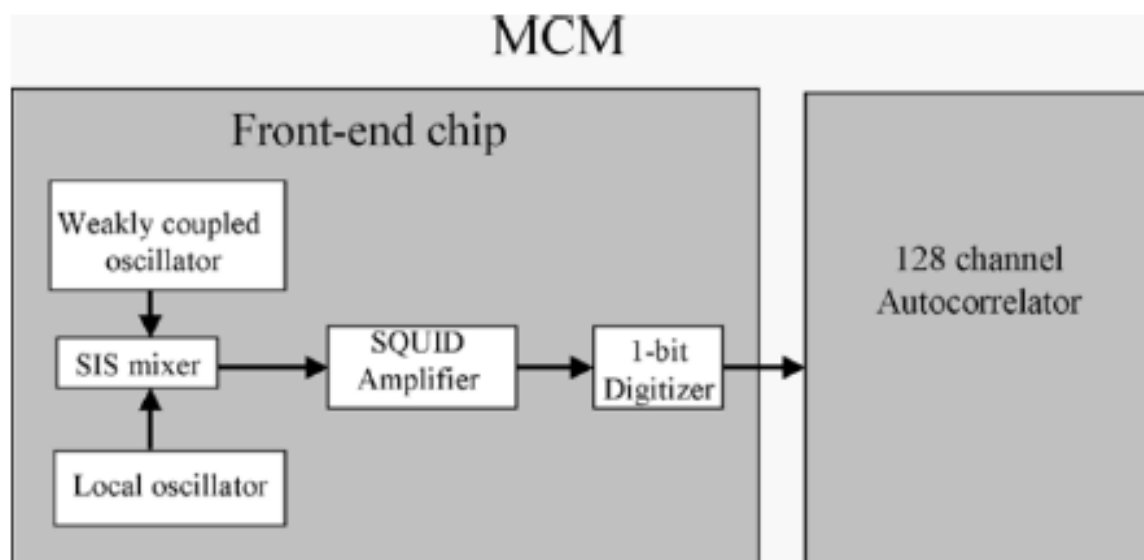 MCM
Front-end chip
Weakly coupled
oscillator
SIS mixer
Local oscillator
SQUID
Amplifier
1-bit
Digitizer
128 channel
Autocorrelator